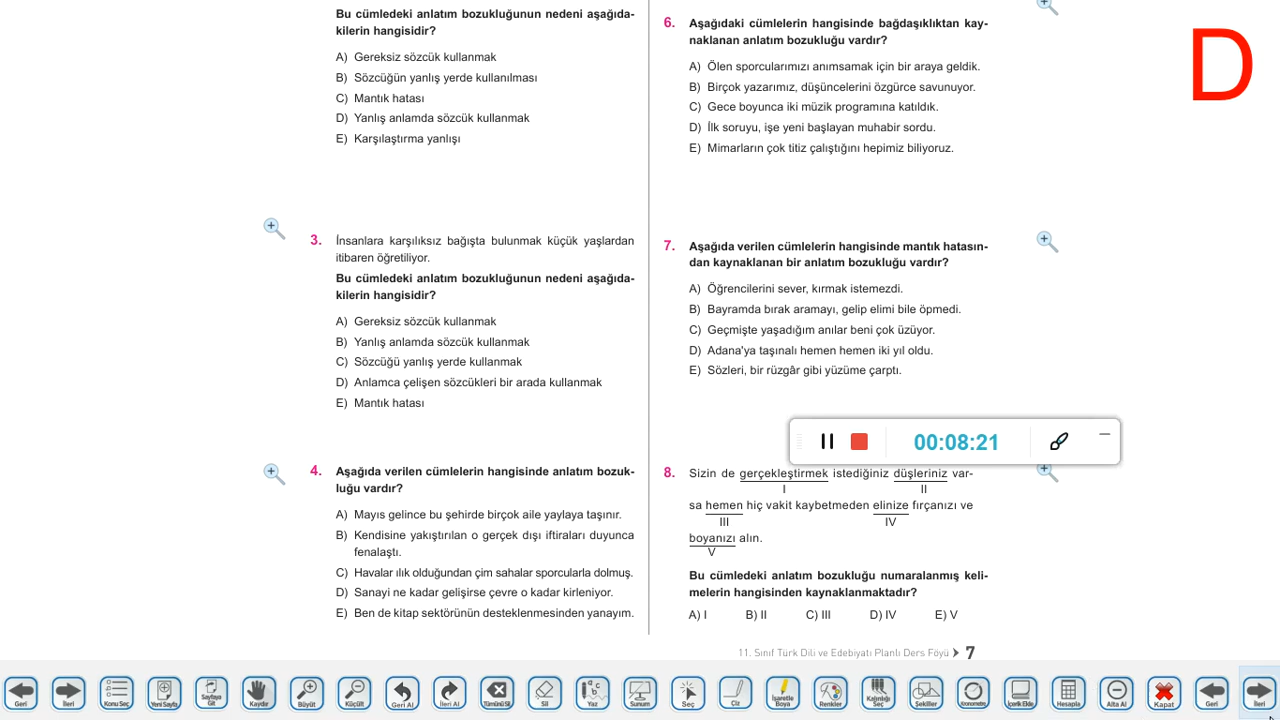 Bu cümledeki anlatım bozukluğunun nedeni aşağıda-
kilerin hangisidir?
A) Gereksiz sözcük kullanmak
B) Sözcüğün yanlış yerde kullanılması
C) Mantık hatası
D) Yanlış anlamda sözcük kullanmak
E) Karşılaştırma yanlışı
3. İnsanlara karşılıksız bağışta bulunmak küçük yaşlardan
itibaren öğretiliyor.
Bu cümledeki anlatım bozukluğunun nedeni aşağıda-
kilerin hangisidir?
A) Gereksiz sözcük kullanmak
B) Yanlış anlamda sözcük kullanmak
C) Sözcüğü yanlış yerde kullanmak
D) Anlamca çelişen sözcükleri bir arada kullanmak
E) Mantık hatası
4. Aşağıda verilen cümlelerin hangisinde anlatım bozuk-
luğu vardır?
A) Mayıs gelince bu şehirde birçok aile yaylaya taşınır.
B) Kendisine yakıştırılan o gerçek dışı iftiraları duyunca
fenalaştı.
C) Havalar ılık olduğundan çim sahalar sporcularla dolmuş.
D) Sanayi ne kadar gelişirse çevre o kadar kirleniyor.
E) Ben de kitap sektörünün desteklenmesinden yanayım.
6. Aşağıdaki cümlelerin hangisinde bağdaşıklıktan kay-
naklanan anlatım bozukluğu vardır?
A) Ölen sporcularımızı anımsamak için bir araya geldik.
B) Birçok yazarımız, düşüncelerini özgürce savunuyor.
C) Gece boyunca iki müzik programına katıldık.
D) İlk soruyu, işe yeni başlayan muhabir sordu.
E) Mimarların çok titiz çalıştığını hepimiz biliyoruz.
7. Aşağıda verilen cümlelerin hangisinde mantık hatasın-
dan kaynaklanan bir anlatım bozukluğu vardır?
A) Öğrencilerini sever, kırmak istemezdi.
B) Bayramda bırak aramayı, gelip elimi bile öpmedi.
C) Geçmişte yaşadığım anılar beni çok üzüyor.
D) Adana'ya taşınalı hemen hemen iki yıl oldu.
E) Sözleri, bir rüzgâr gibi yüzüme çarptı.
00:08:21
8. Sizin de gerçekleştirmek istediğiniz düşleriniz var-
I II
sa hemen hiç vakit kaybetmeden elinize fırçanızı ve
III IV
boyanızı alın.
V
Bu cümledeki anlatım bozukluğu numaralanmış keli-
melerin hangisinden kaynaklanmaktadır?
A) I B) II C) III D) IV E) V
11. Sınıf Türk Dili ve Edebiyatı Planlı Ders Föyü 7
D
Geri İleri Konu Seç Yeni Sayfa Sayfaya Git Kaydır Büyüt Küçült Geri Al İleri Al Tümünü Sil Sil Yaz Sunum Seç Çiz İşaretle Boya Renkler Kalınlığı Seç Şekiller Kronometre İçerik Ekle Hesapla Alta Al Kapat Geri İleri